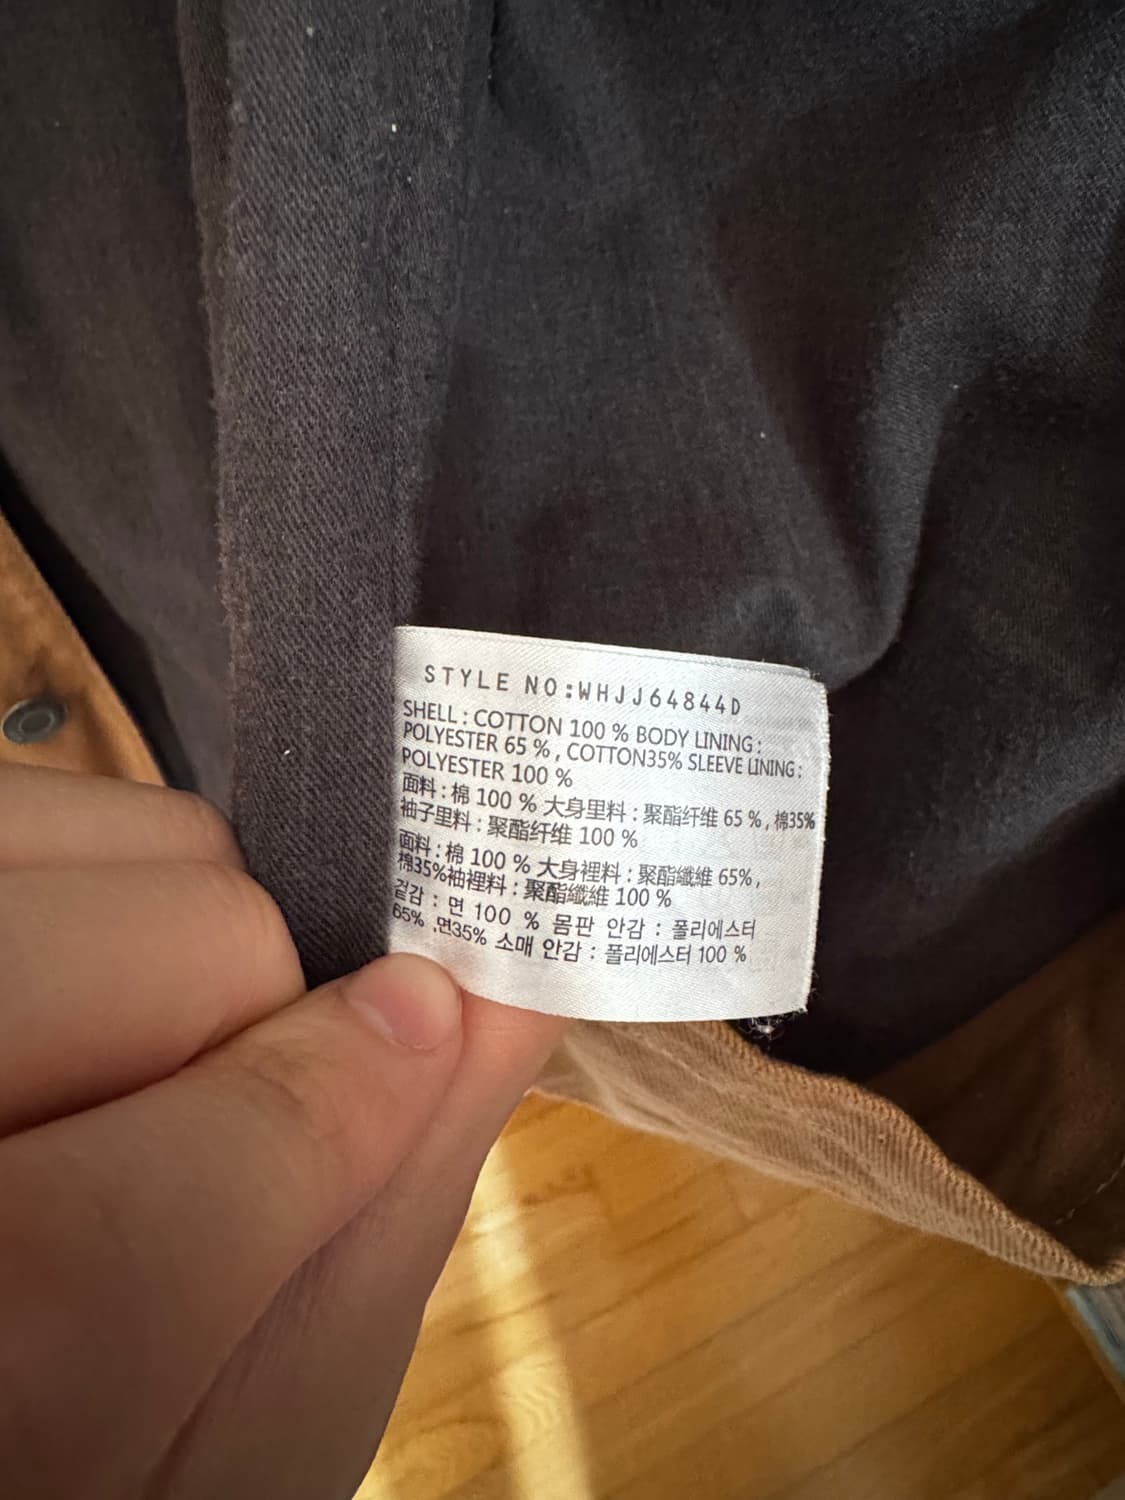 STYLE NO:WHJJ64844D
SHELL : COTTON 100 % BODY LINING :
POLYESTER 65 % , COTTON35% SLEEVE LINING :
POLYESTER 100 %
面料 : 棉 100 % 大身里料 : 聚酯纤维 65 % , 棉35%
袖子里料 : 聚酯纤维 100 %
面料 : 棉 100 % 大身裡料 : 聚酯纖維 65% ,
棉35%袖裡料 : 聚酯纖維 100 %
겉감 : 면 100 % 몸판 안감 : 폴리에스터
65% ,면35% 소매 안감 : 폴리에스터 100 %